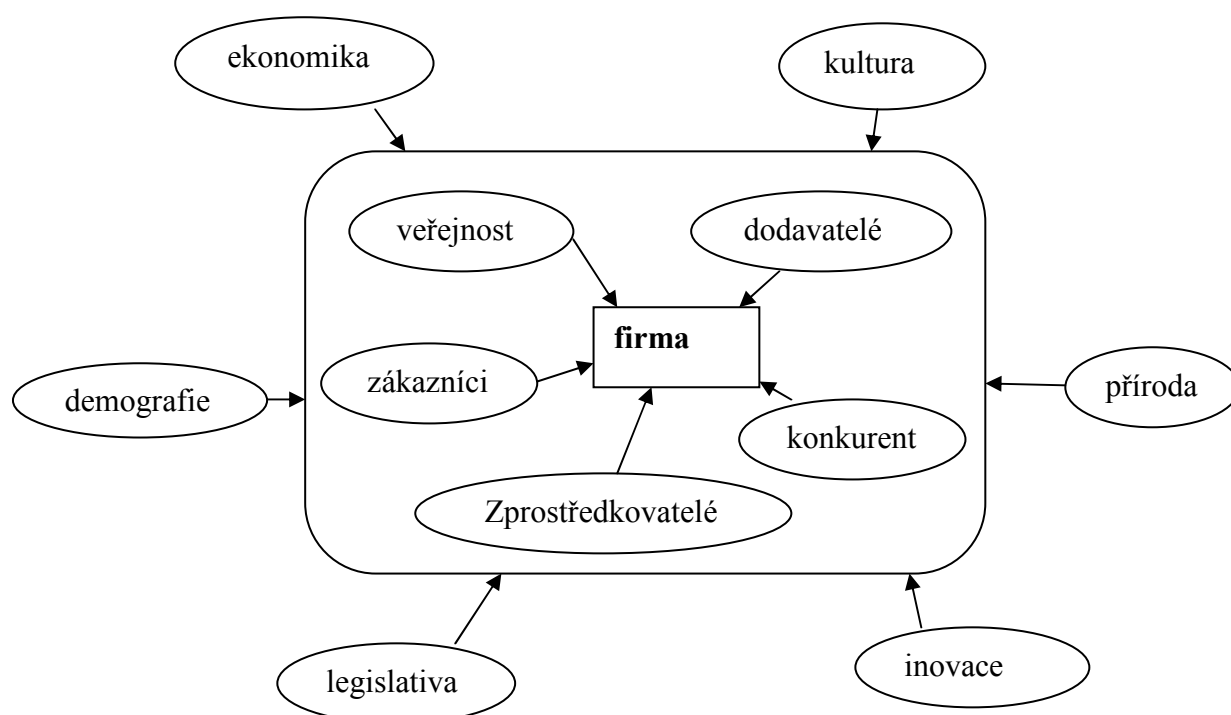 ekonomika
kultura
veřejnost
dodavatelé
firma
zákazníci
demografie
příroda
konkurent
Zprostředkovatelé
legislativa
inovace